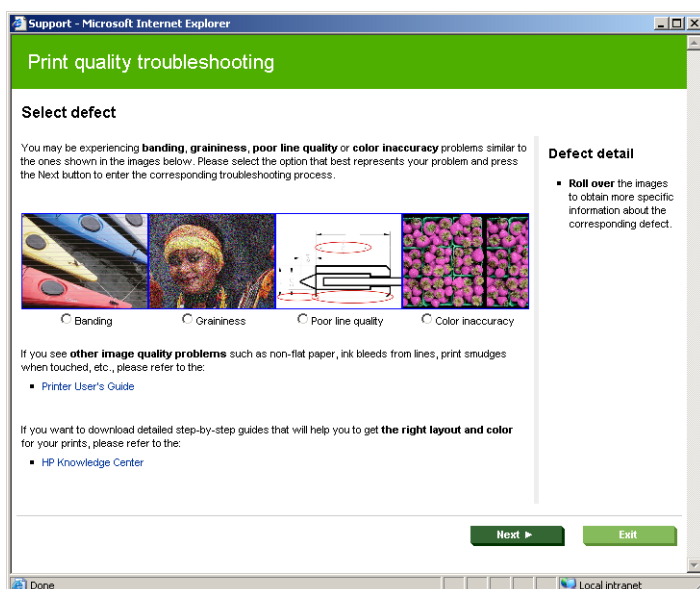 Support - Microsoft Internet Explorer
Print quality troubleshooting
Select defect
You may be experiencing banding, graininess, poor line quality or color inaccuracy problems similar to
the ones shown in the images below. Please select the option that best represents your problem and press
the Next button to enter the corresponding troubleshooting process.
Defect detail
Roll over the images
to obtain more specific
information about the
corresponding defect.
Banding
Graininess
Poor line quality
Color inaccuracy
If you see other image quality problems such as non-flat paper, ink bleeds from lines, print smudges
when touched, etc., please refer to the:
Printer User's Guide
If you want to download detailed step-by-step guides that will help you to get the right layout and color
for your prints, please refer to the:
HP Knowledge Center
Next
Exit
Done
Local intranet